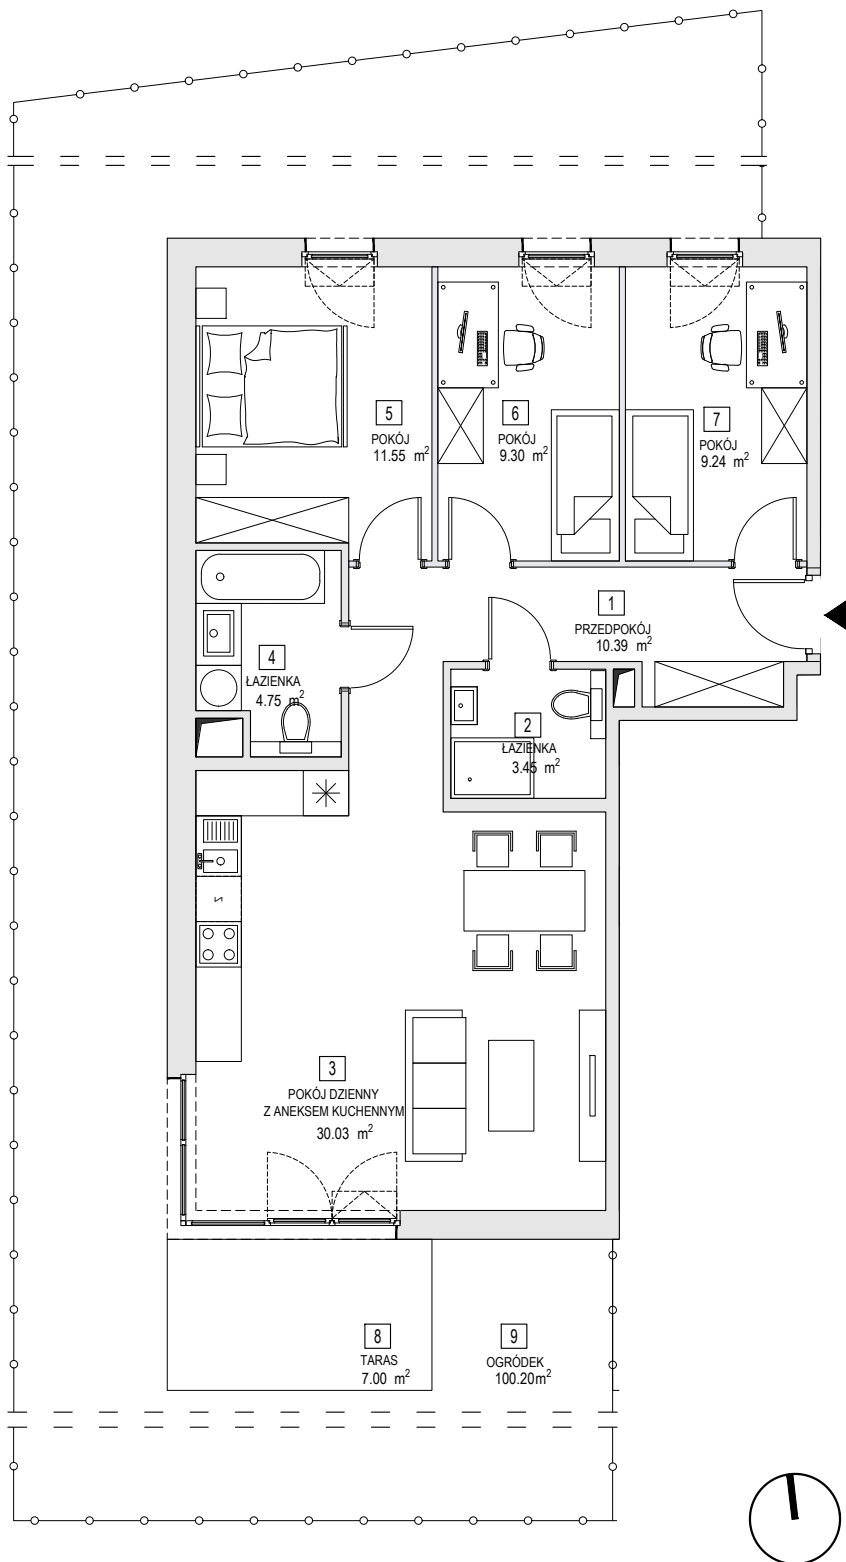 5
POKÓJ
11.55 m²
6
POKÓJ
9.30 m²
7
POKÓJ
9.24 m²
1
PRZEDPOKÓJ
10.39 m²
4
ŁAZIENKA
4.75 m²
2
ŁAZIENKA
3.45 m²
3
POKÓJ DZIENNY
Z ANEKSEM KUCHENNYM
30.03 m²
8
TARAS
7.00 m²
9
OGRÓDEK
100.20m²